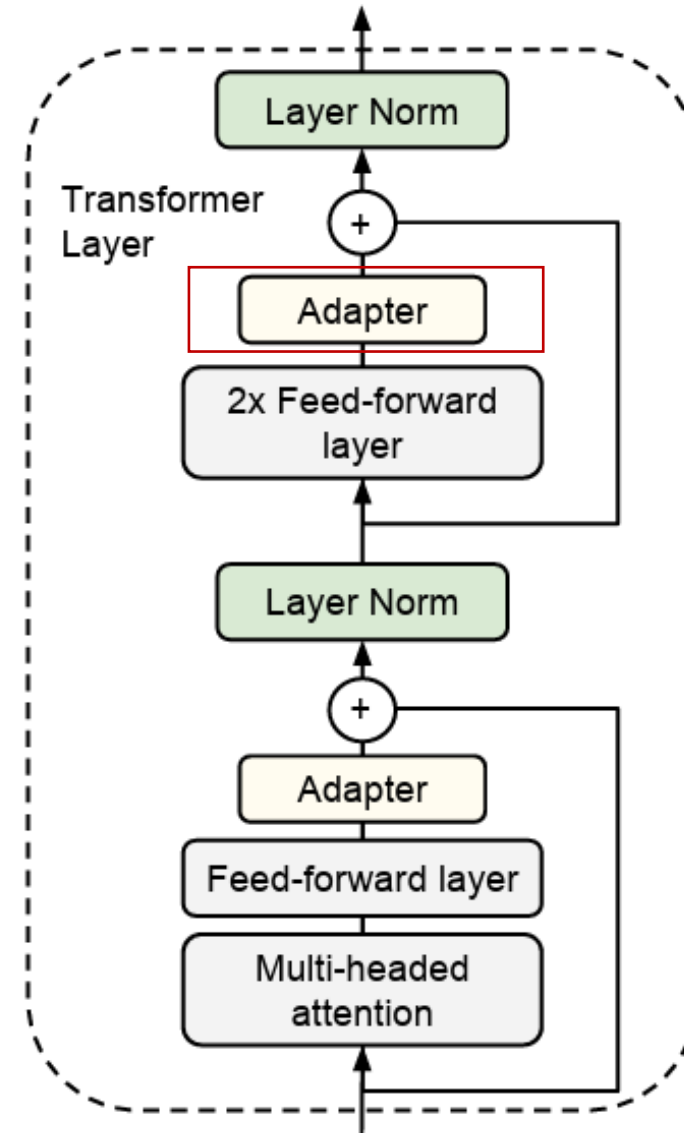 Layer Norm
Transformer
Layer
+
Adapter
2x Feed-forward
layer
Layer Norm
+
Adapter
Feed-forward layer
Multi-headed
attention